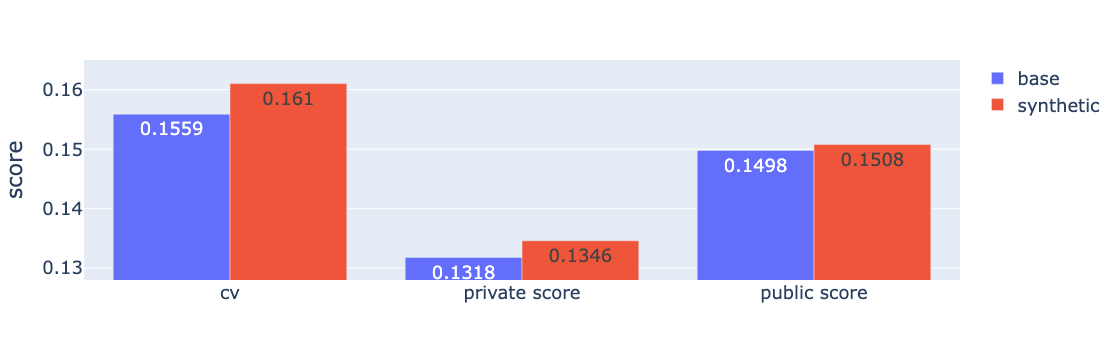 score
0.16
0.15
0.14
0.13
0.1559
0.161
0.1318
0.1346
0.1498
0.1508
cv
private score
public score
base
synthetic